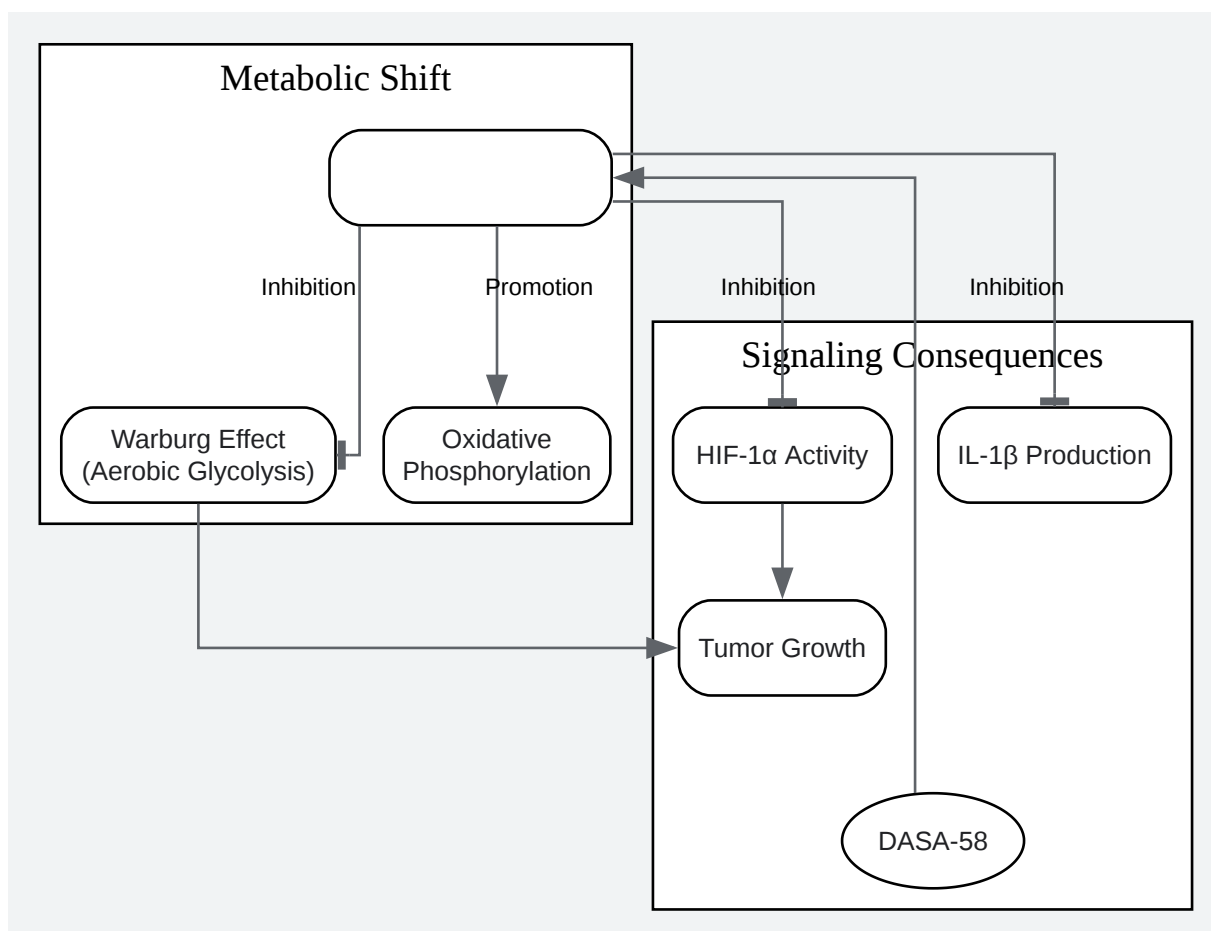 Metabolic Shift
Inhibition
Promotion
Inhibition
Inhibition
Signaling Consequences
Warburg Effect
(Aerobic Glycolysis)
Oxidative
Phosphorylation
HIF-1α Activity
IL-1β Production
Tumor Growth
DASA-58